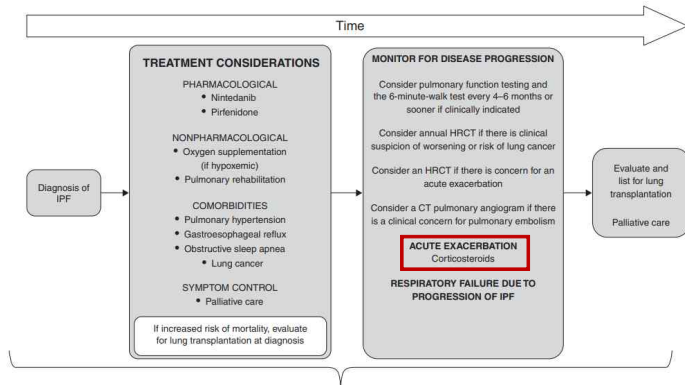 Time
TREATMENT CONSIDERATIONS
PHARMACOLOGICAL
• Nintedanib
• Pirfenidone
NONPHARMACOLOGICAL
• Oxygen supplementation
(if hypoxemic)
• Pulmonary rehabilitation
COMORBIDITIES
• Pulmonary hypertension
• Gastroesophageal reflux
• Obstructive sleep apnea
• Lung cancer
SYMPTOM CONTROL
• Palliative care
If increased risk of mortality, evaluate
for lung transplantation at diagnosis
Diagnosis of
IPF
MONITOR FOR DISEASE PROGRESSION
Consider pulmonary function testing and
the 6-minute-walk test every 4–6 months or
sooner if clinically indicated
Consider annual HRCT if there is clinical
suspicion of worsening or risk of lung cancer
Consider an HRCT if there is concern for an
acute exacerbation
Consider a CT pulmonary angiogram if there
is a clinical concern for pulmonary embolism
ACUTE EXACERBATION
Corticosteroids
RESPIRATORY FAILURE DUE TO
PROGRESSION OF IPF
Evaluate and
list for lung
transplantation
Palliative care